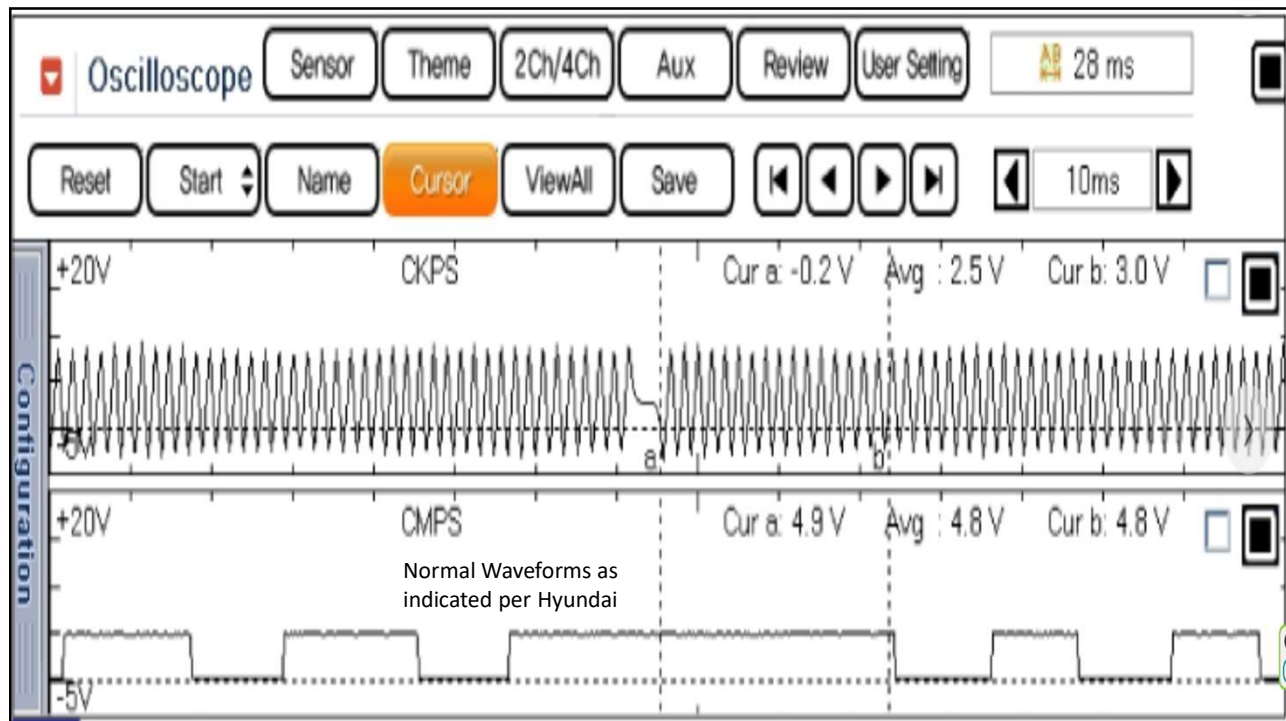 Oscilloscope Sensor Theme 2Ch/4Ch Aux Review User Setting AB 28 ms
Reset Start Name Cursor ViewAll Save 10ms
Configuration
+20V CKPS Cur a: -0.2 V Avg : 2.5 V Cur b: 3.0 V
-5V a b
+20V CMPS Cur a: 4.9 V Avg : 4.8 V Cur b: 4.8 V
Normal Waveforms as
indicated per Hyundai
-5V